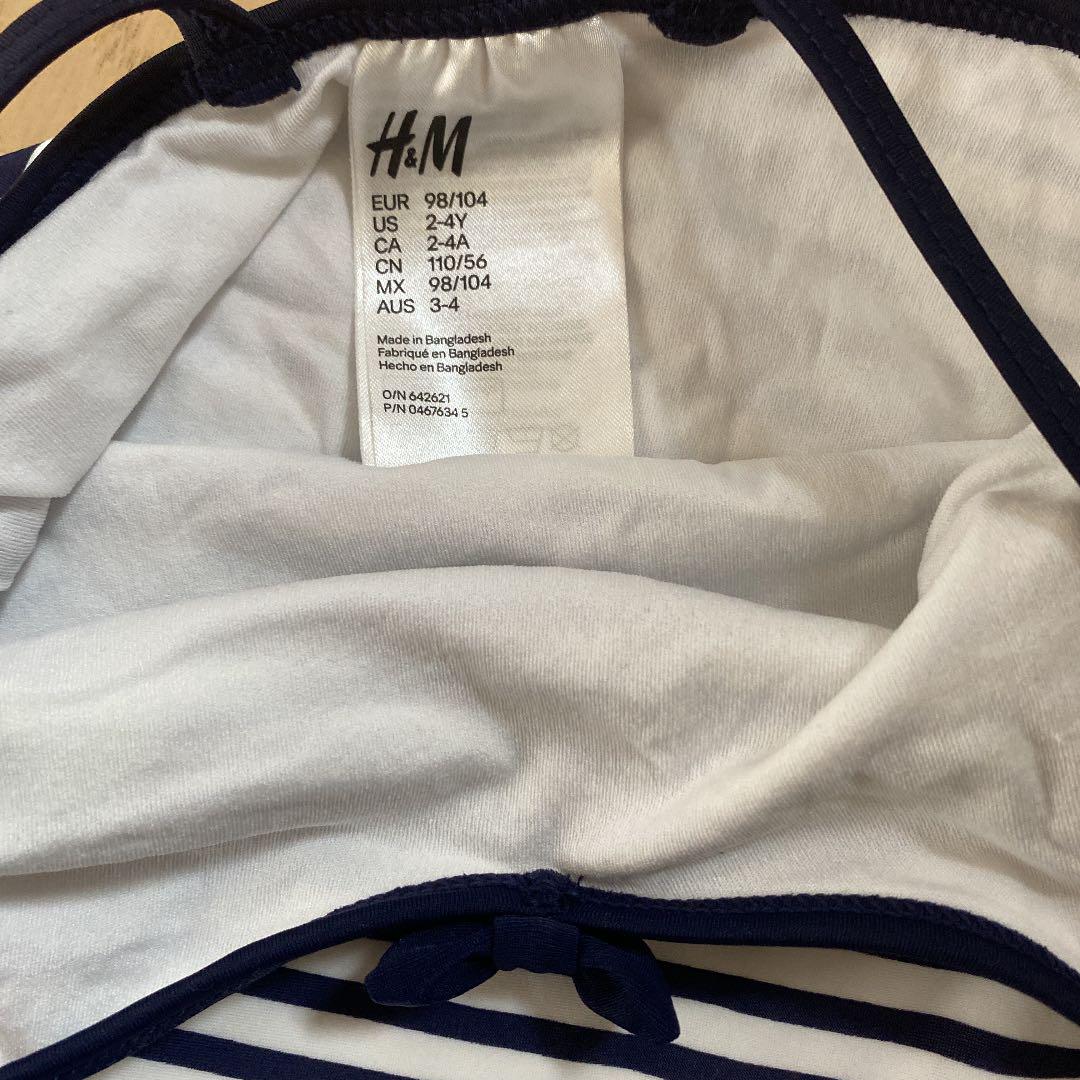 H&M
EUR 98/104
US 2-4Y
CA 2-4A
CN 110/56
MX 98/104
AUS 3-4
Made in Bangladesh
Fabriqué en Bangladesh
Hecho en Bangladesh
O/N 642621
P/N 0467634 5